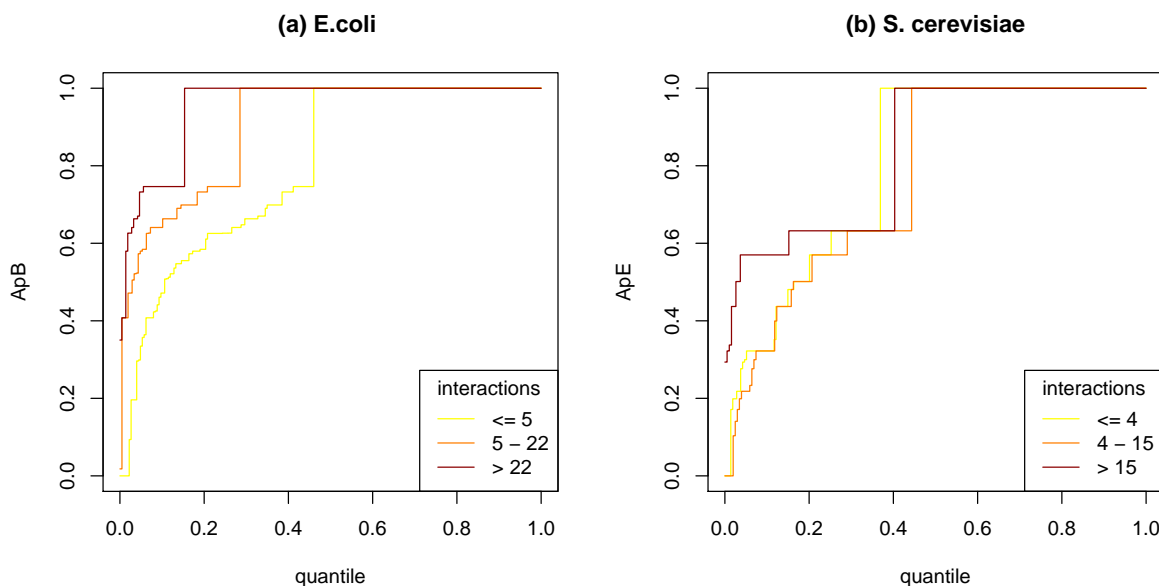 (a) E.coli
ApB
1.0
0.8
0.6
0.4
0.2
0.0
interactions
<= 5
5 − 22
> 22
0.0 0.2 0.4 0.6 0.8 1.0
quantile
(b) S. cerevisiae
ApE
1.0
0.8
0.6
0.4
0.2
0.0
interactions
<= 4
4 − 15
> 15
0.0 0.2 0.4 0.6 0.8 1.0
quantile